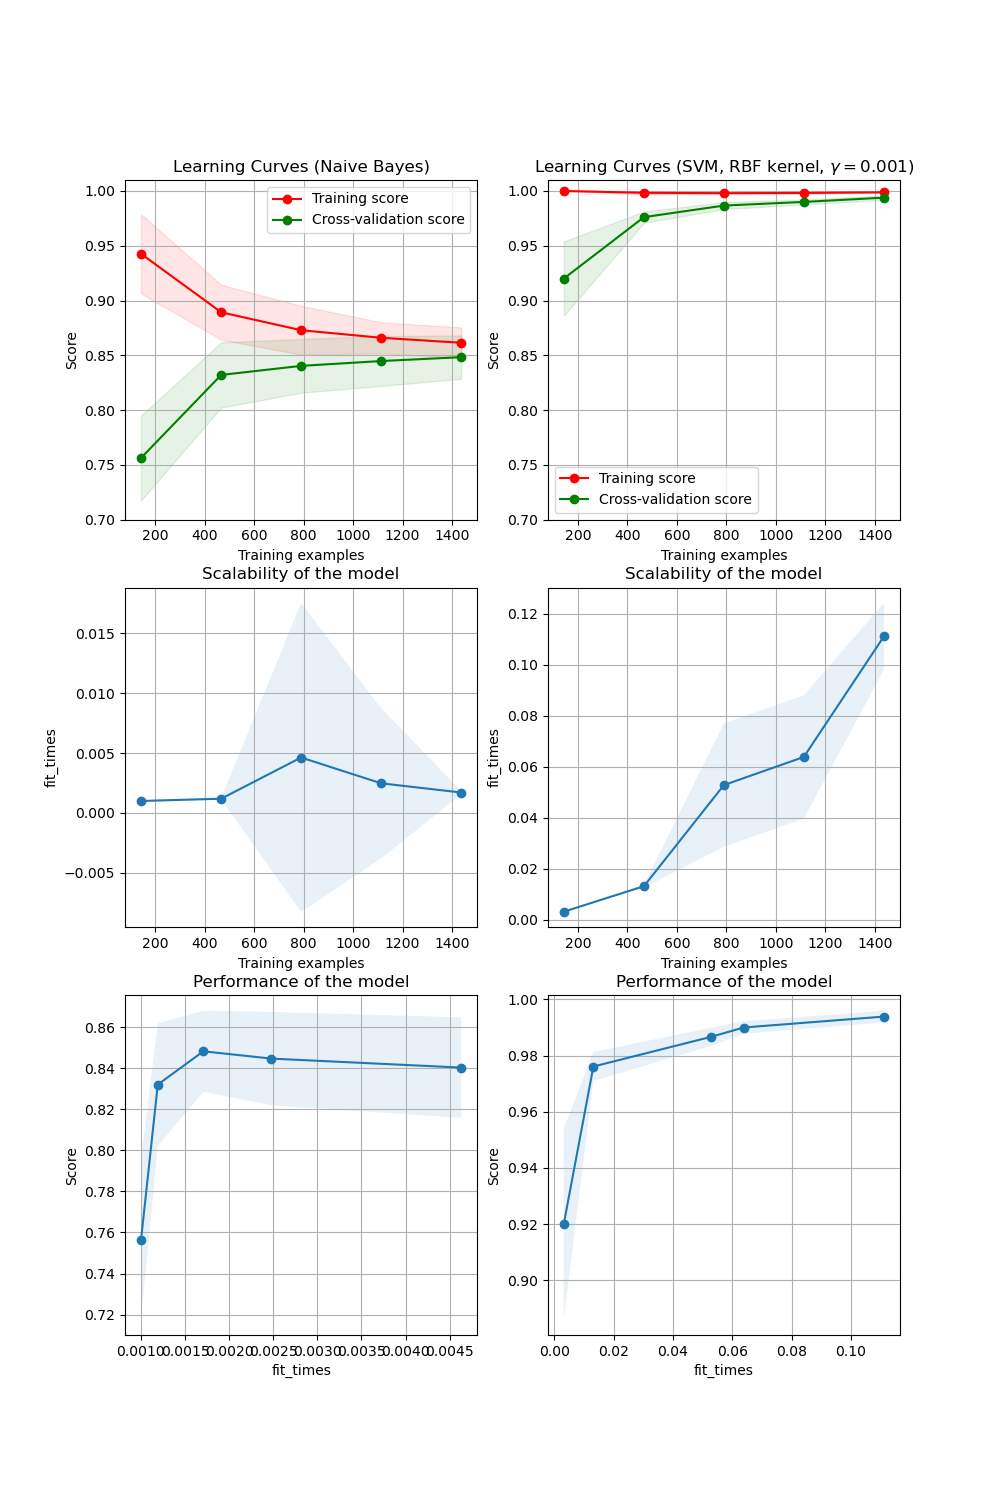 Learning Curves (Naive Bayes)
1.00
0.95
0.90
0.85
0.80
0.75
0.70
Score
Training score
Cross-validation score
200 400 600 800 1000 1200 1400
Training examples
Learning Curves (SVM, RBF kernel, γ = 0.001)
1.00
0.95
0.90
0.85
0.80
0.75
0.70
Score
Training score
Cross-validation score
200 400 600 800 1000 1200 1400
Training examples
Scalability of the model
0.015
0.010
0.005
0.000
−0.005
fit_times
200 400 600 800 1000 1200 1400
Training examples
Scalability of the model
0.12
0.10
0.08
0.06
0.04
0.02
0.00
fit_times
200 400 600 800 1000 1200 1400
Training examples
Performance of the model
0.86
0.84
0.82
0.80
0.78
0.76
0.74
0.72
Score
0.0010 0.0015 0.0020 0.0025 0.0030 0.0035 0.0040 0.0045
fit_times
Performance of the model
1.00
0.98
0.96
0.94
0.92
0.90
Score
0.00 0.02 0.04 0.06 0.08 0.10
fit_times